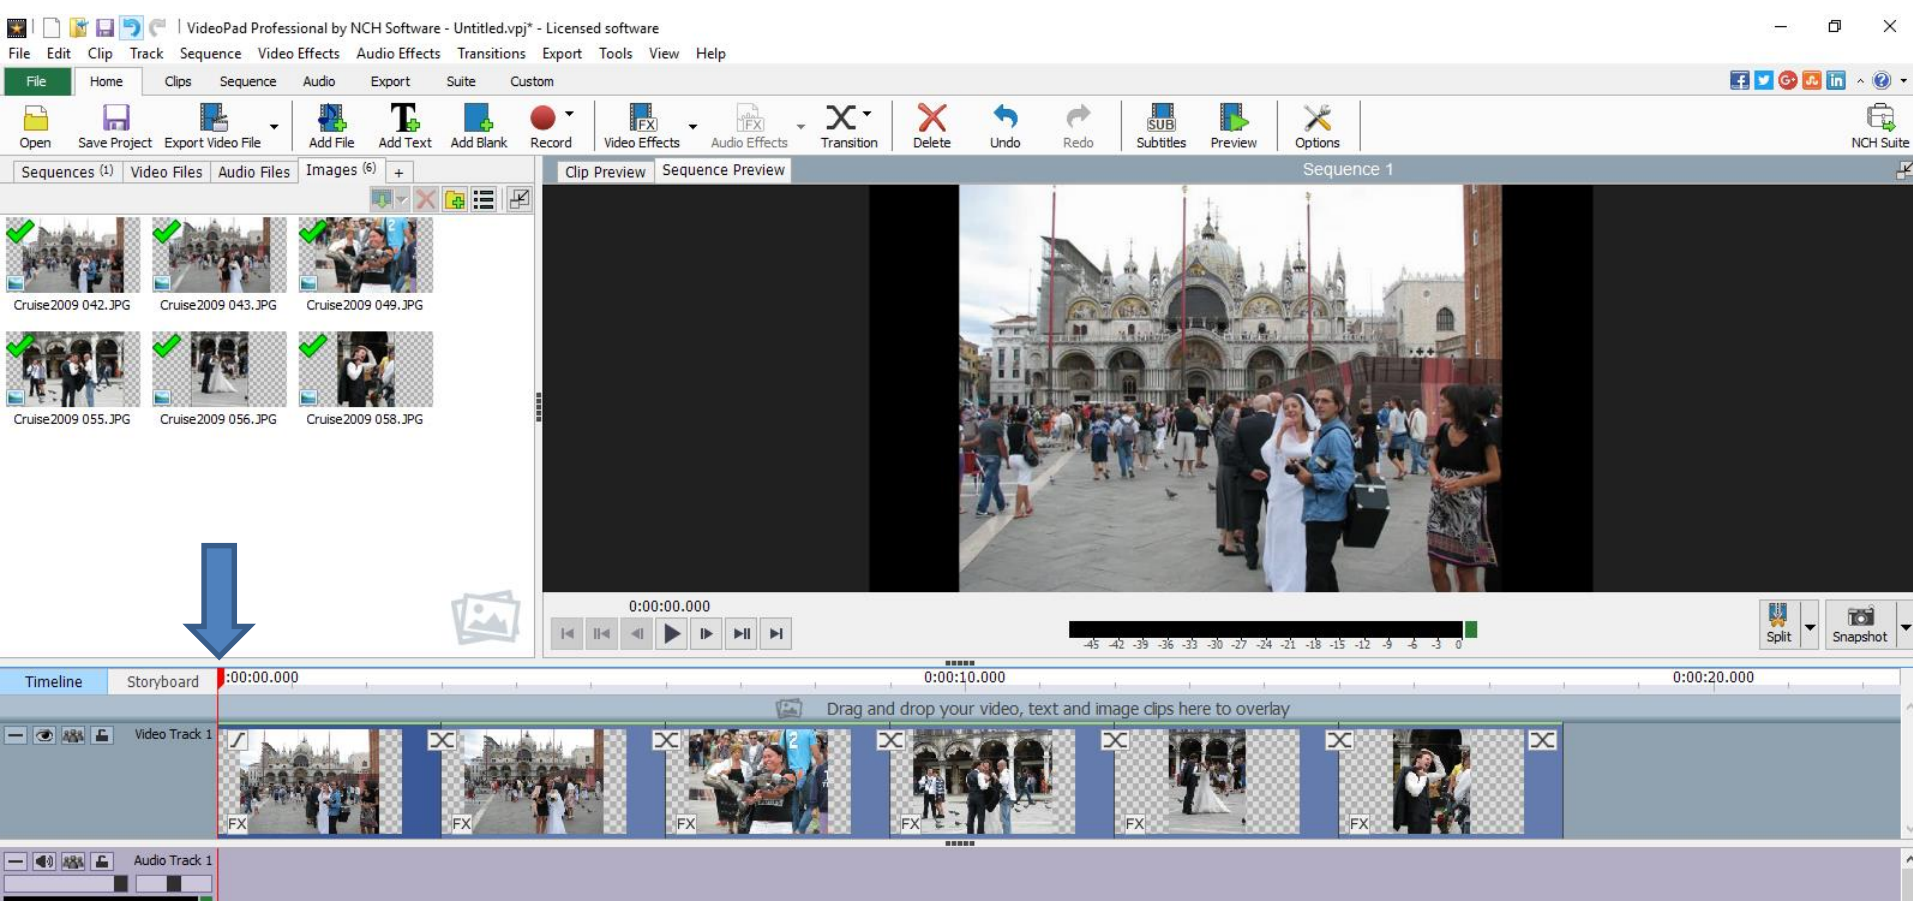 VideoPad Professional by NCH Software - Untitled.vpj* - Licensed software
File Edit Clip Track Sequence Video Effects Audio Effects Transitions Export Tools View Help
File Home Clips Sequence Audio Export Suite Custom
Open Save Project Export Video File Add File Add Text Add Blank Record Video Effects Audio Effects Transition Delete Undo Redo Subtitles Preview Options NCH Suite
Sequences (1) Video Files Audio Files Images (6) +
Clip Preview Sequence Preview Sequence 1
Cruise2009 042.JPG Cruise2009 043.JPG Cruise2009 049.JPG
Cruise2009 055.JPG Cruise2009 056.JPG Cruise2009 058.JPG
0:00:00.000
Split Snapshot
-45 -42 -39 -36 -33 -30 -27 -24 -21 -18 -15 -12 -9 -6 -3 0
Timeline Storyboard :00:00.000 0:00:10.000 0:00:20.000
Drag and drop your video, text and image clips here to overlay
Video Track 1
FX FX FX FX FX FX
Audio Track 1